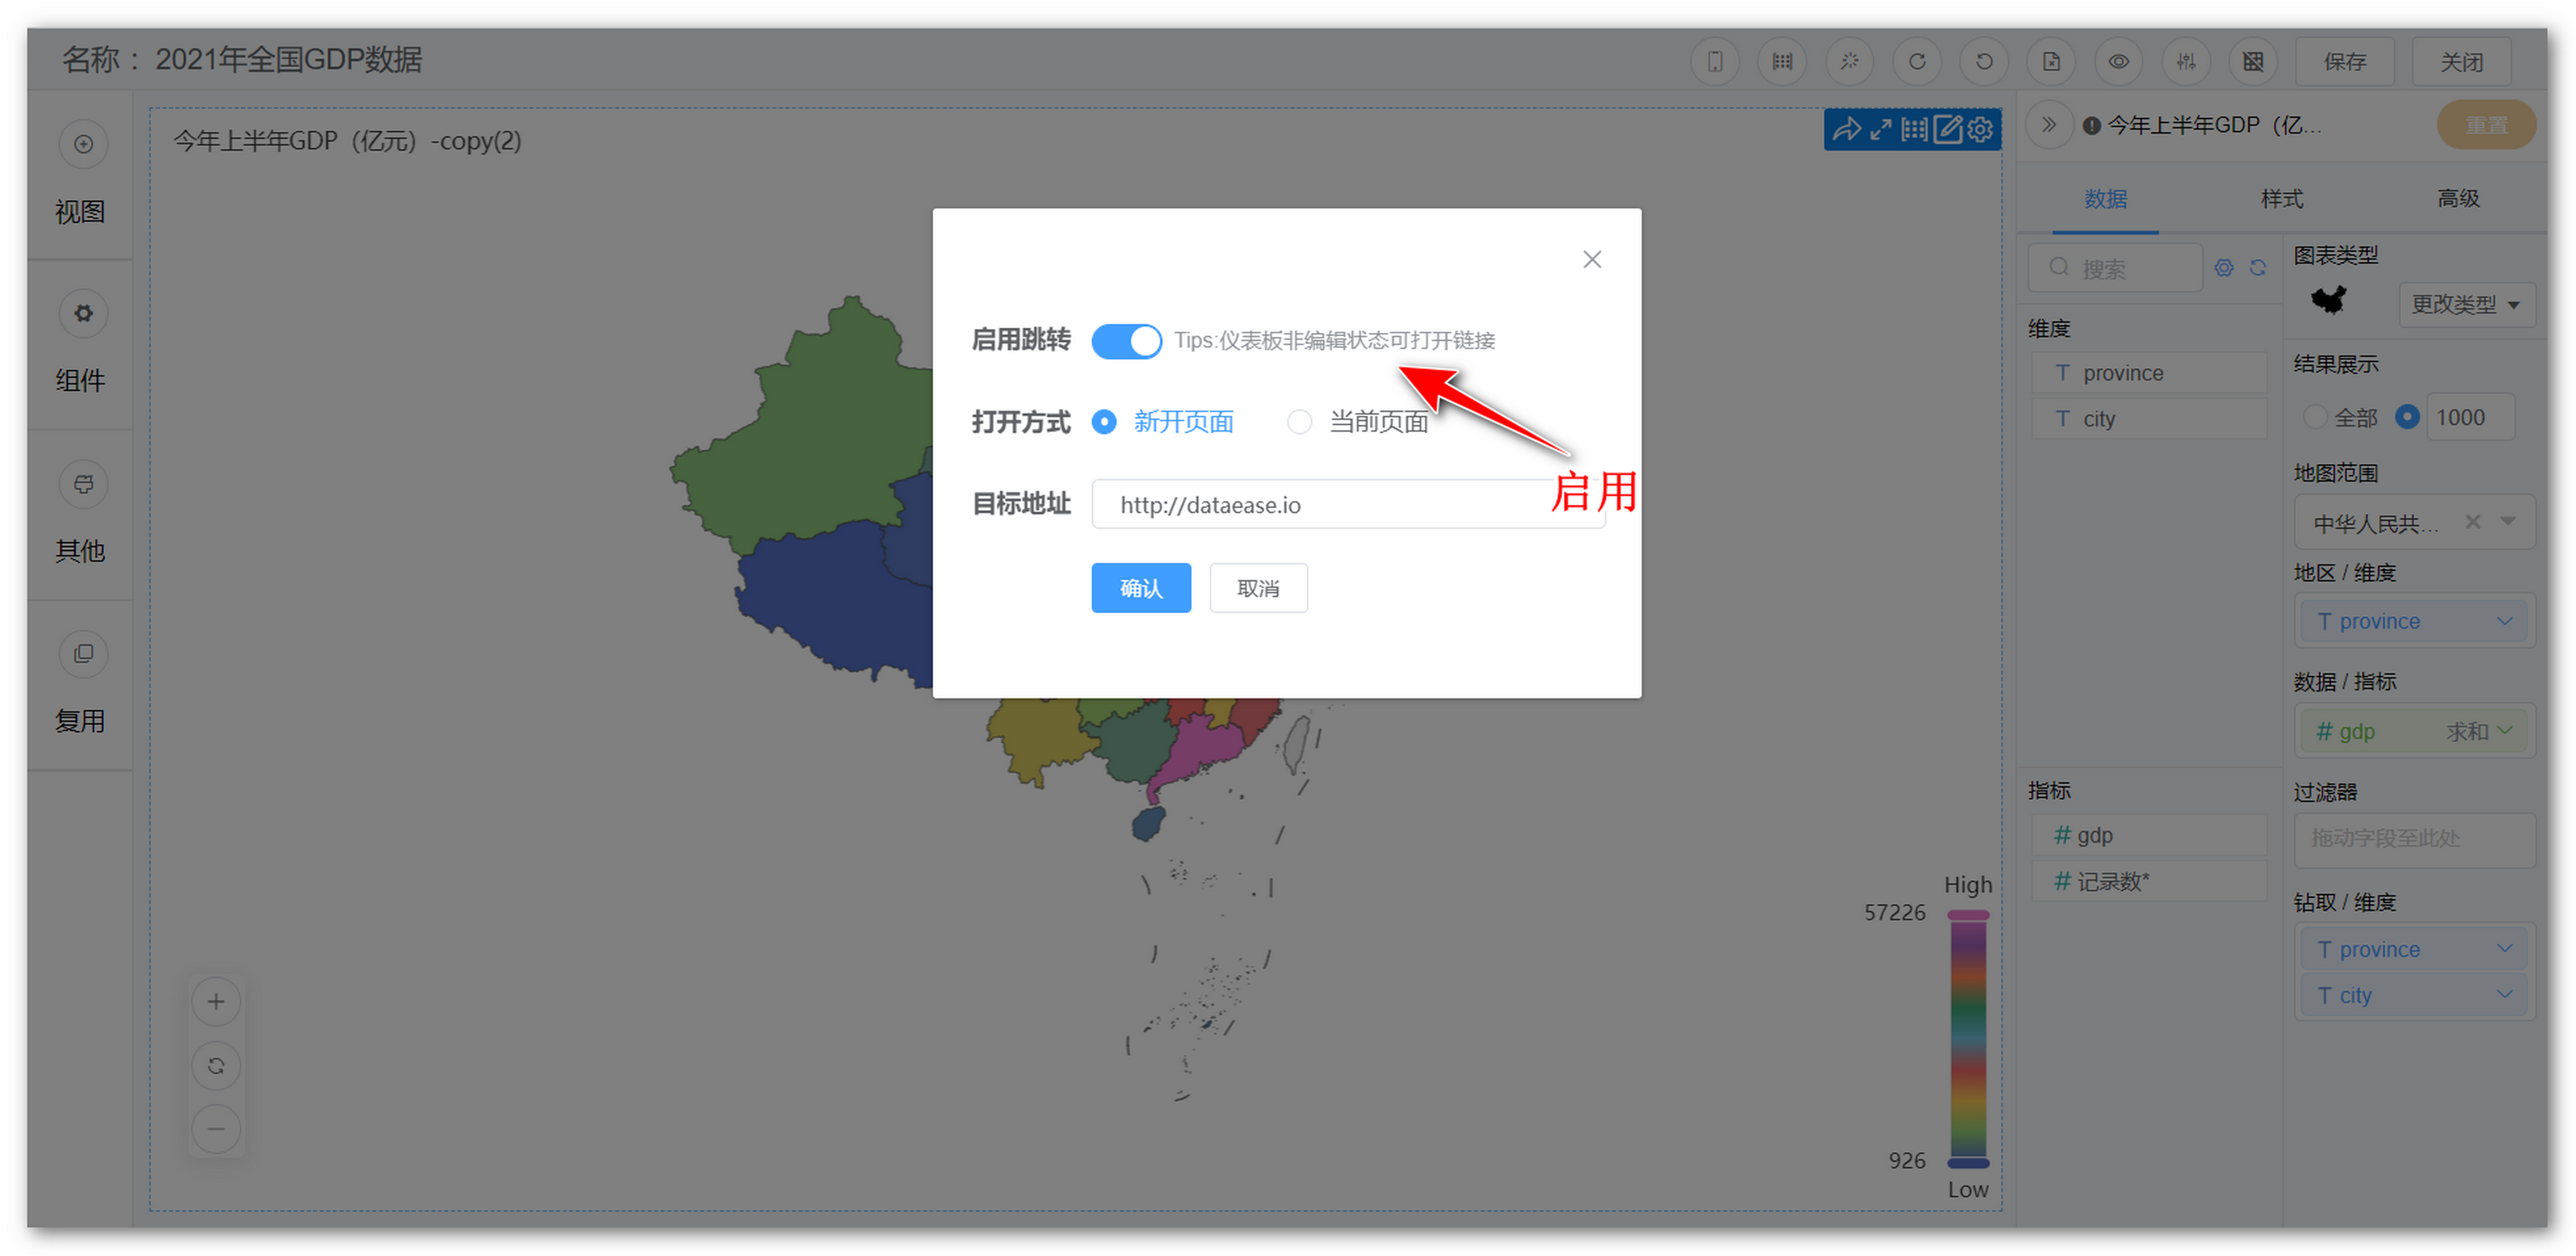 名称： 2021年全国GDP数据
保存
关闭
视图
组件
其他
复用
今年上半年GDP（亿元）-copy(2)
启用跳转 Tips:仪表板非编辑状态可打开链接
打开方式 新开页面 当前页面
目标地址 http://dataease.io
启用
确认 取消
High
57226
926
Low
今年上半年GDP（亿...
重置
数据 样式 高级
搜索
维度
T province
T city
指标
# gdp
# 记录数*
图表类型
更改类型
结果展示
全部 1000
地图范围
中华人民共...
地区 / 维度
T province
数据 / 指标
# gdp 求和
过滤器
拖动字段至此处
钻取 / 维度
T province
T city